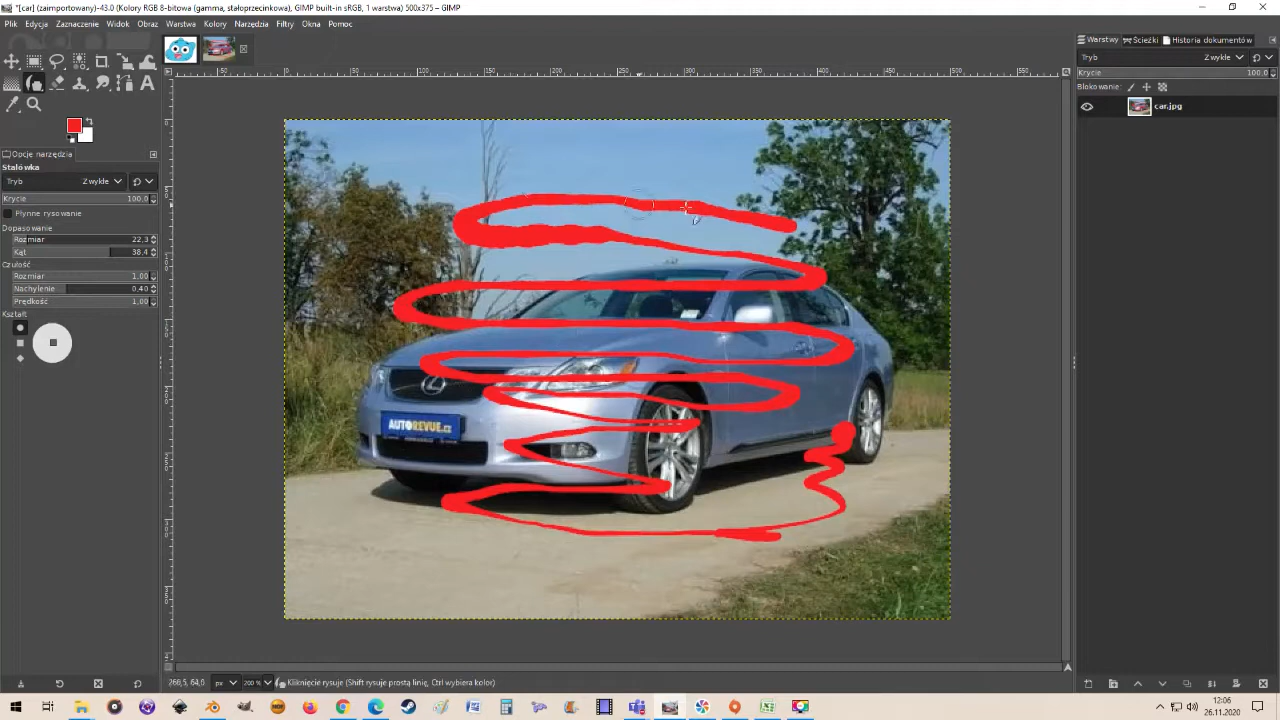 *[car] (zaimportowany)-43.0 (Kolory RGB 8-bitowa (gamma, stałoprzecinkowa), GIMP built-in sRGB, 1 warstwa) 500x375 – GIMP
Plik Edycja Zaznaczenie Widok Obraz Warstwa Kolory Narzędzia Filtry Okna Pomoc
Warstwy Ścieżki Historia dokumentów
Tryb Zwykłe
Krycie 100,0
Blokowanie:
car.jpg
Opcje narzędzia
Stalówka
Tryb Zwykłe
Krycie 100,0
Płynne rysowanie
Dopasowanie
Rozmiar 22,3
Kąt 38,4
Czułość
Rozmiar 1,00
Nachylenie 0,40
Prędkość 1,00
Kształt
AUTOREVUE.cz
px 200 % Kliknięcie rysuje (Shift rysuje prostą linię, Ctrl wybiera kolor)
12:06
26.11.2020